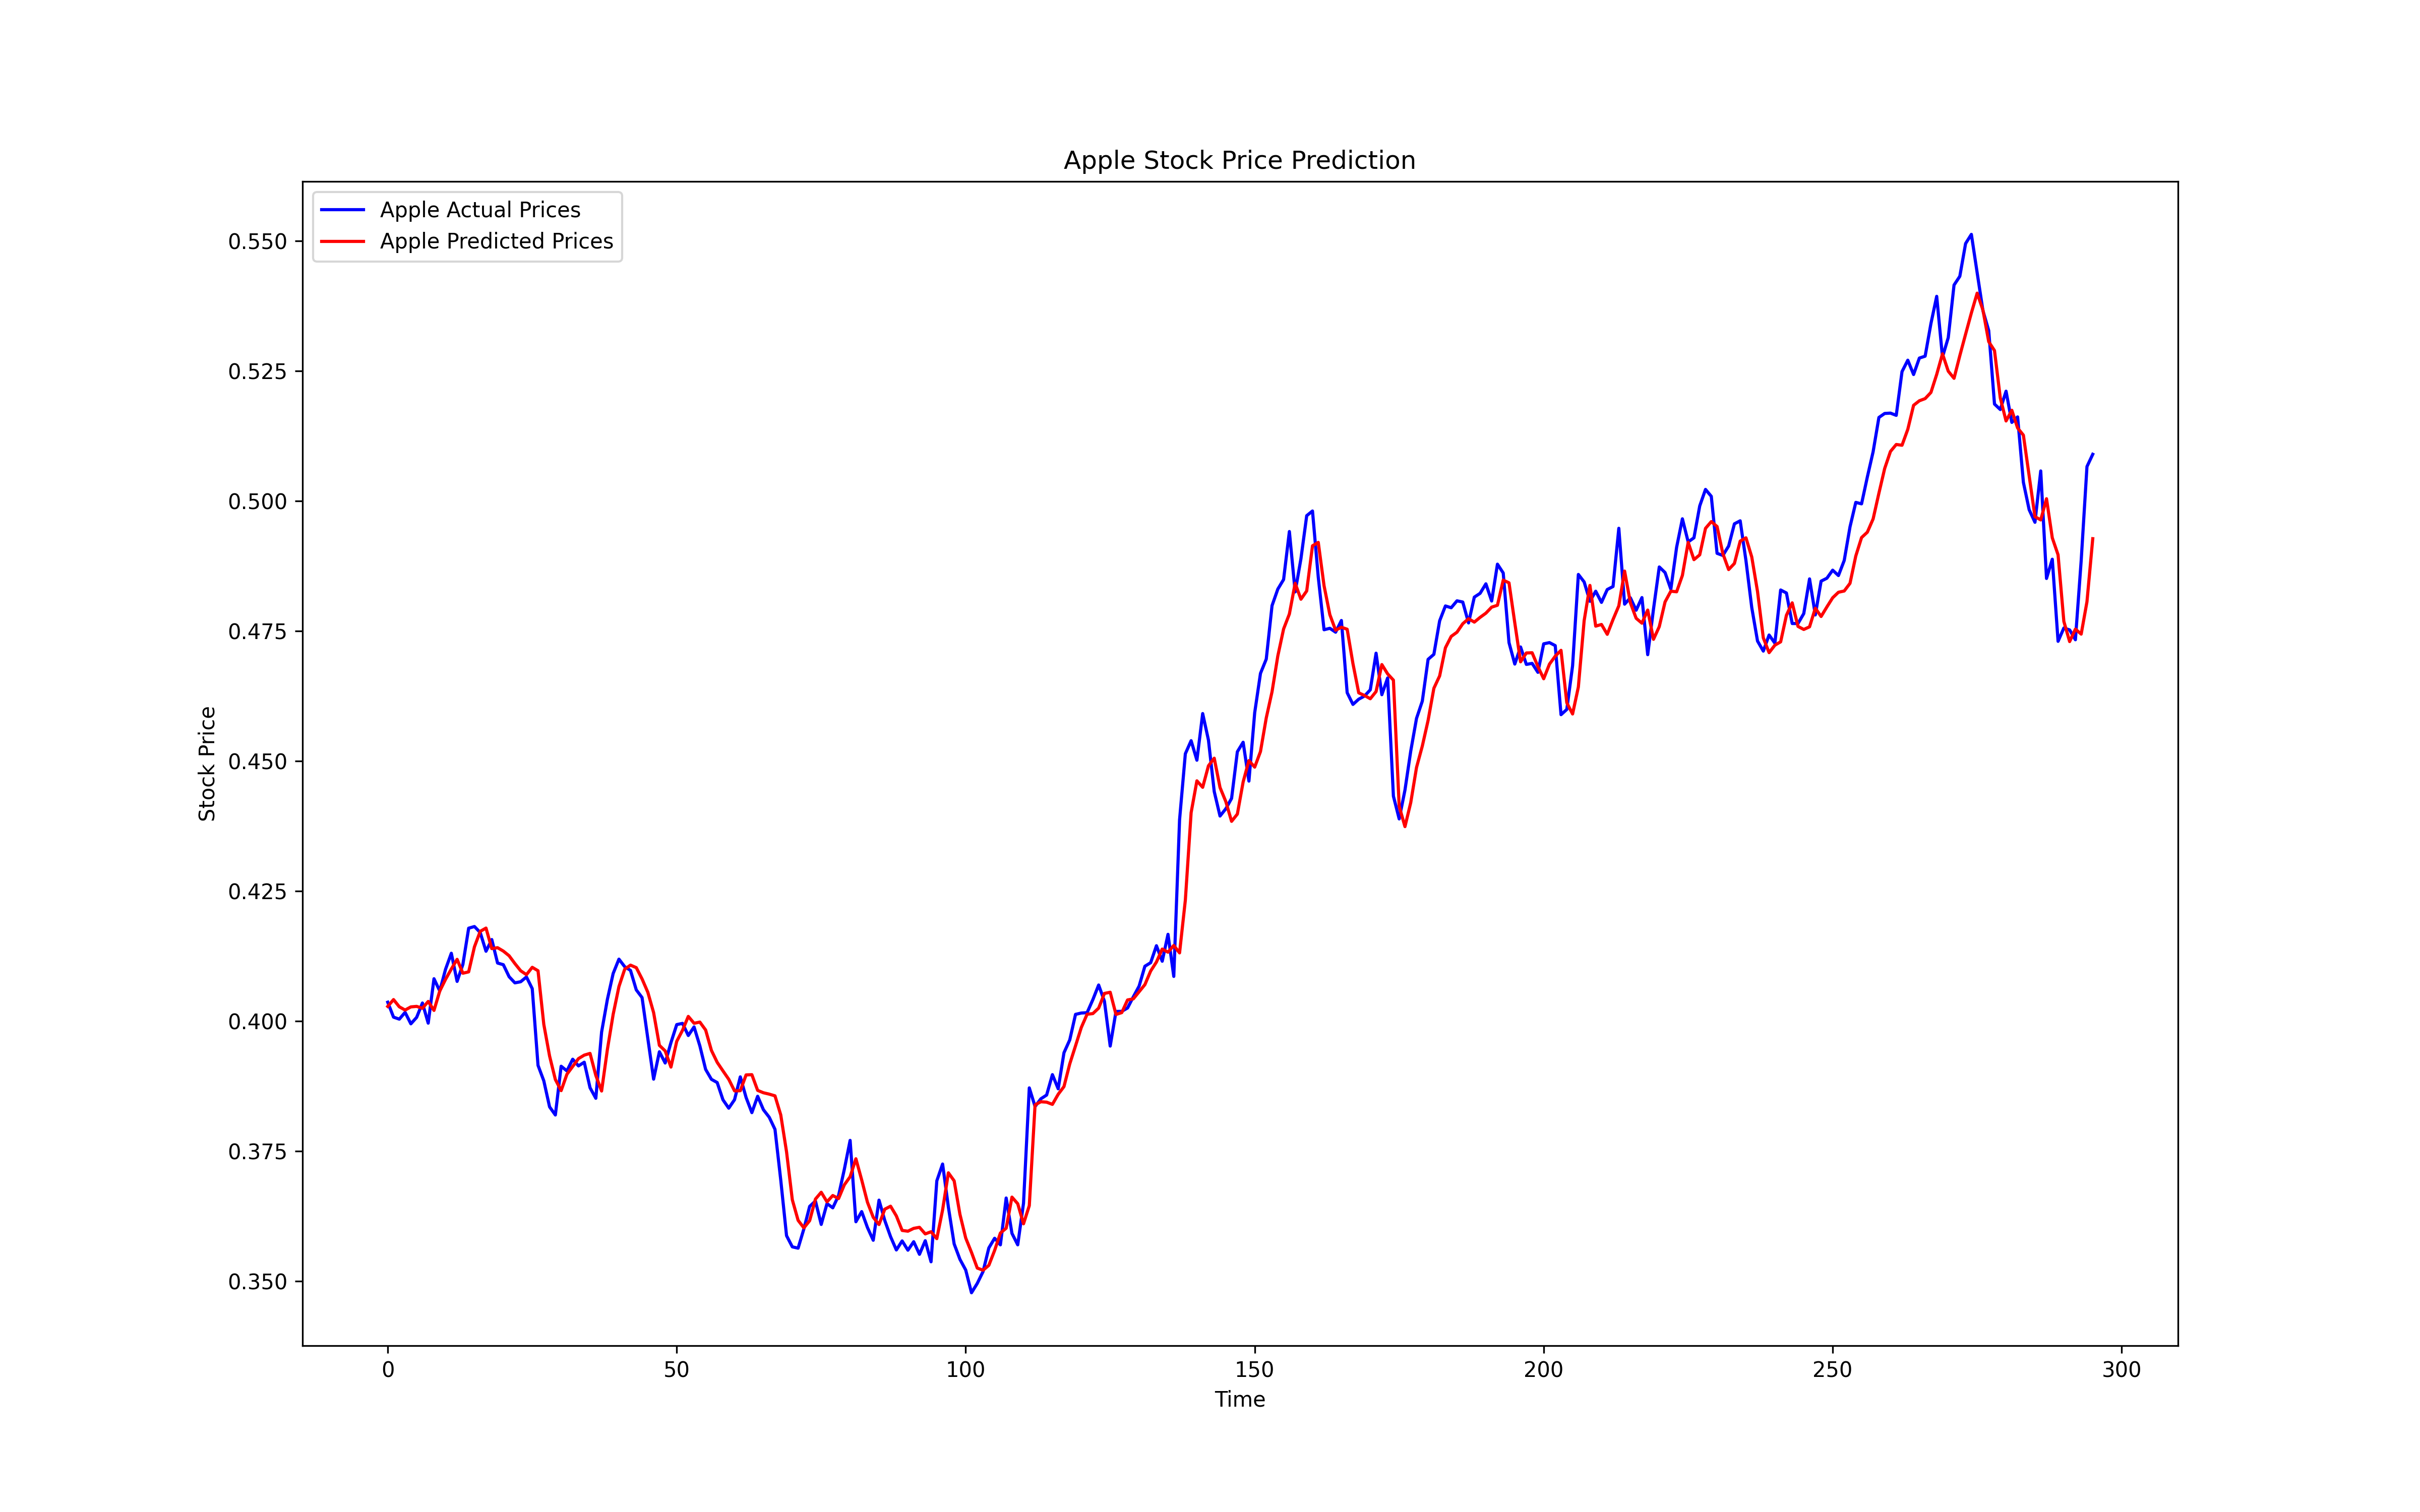 Apple Stock Price Prediction
Apple Actual Prices
Apple Predicted Prices
0.550
0.525
0.500
0.475
0.450
0.425
0.400
0.375
0.350
Stock Price
0 50 100 150 200 250 300
Time